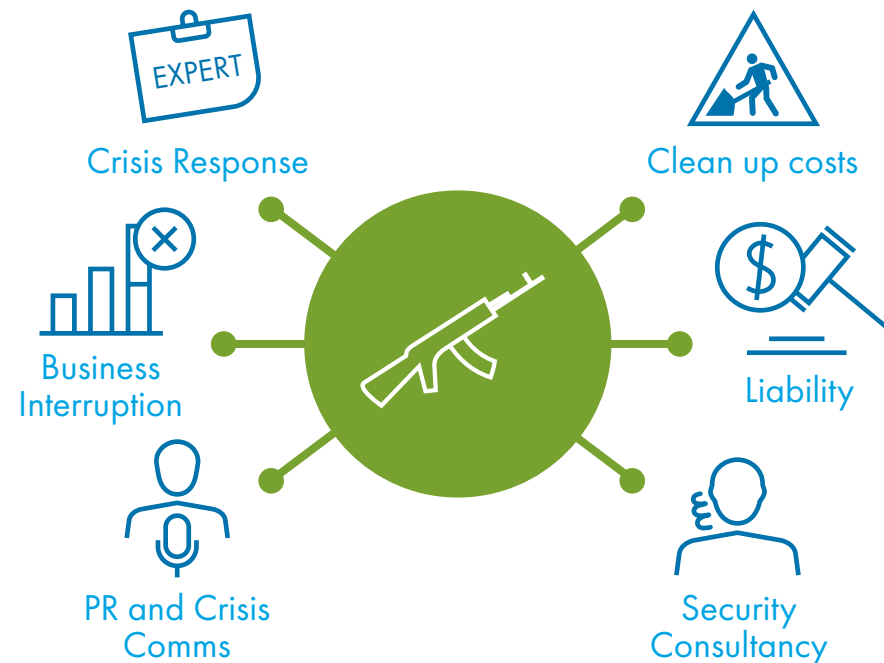 EXPERT
Crisis Response
Clean up costs
$
Business
Interruption
Liability
PR and Crisis
Comms
Security
Consultancy